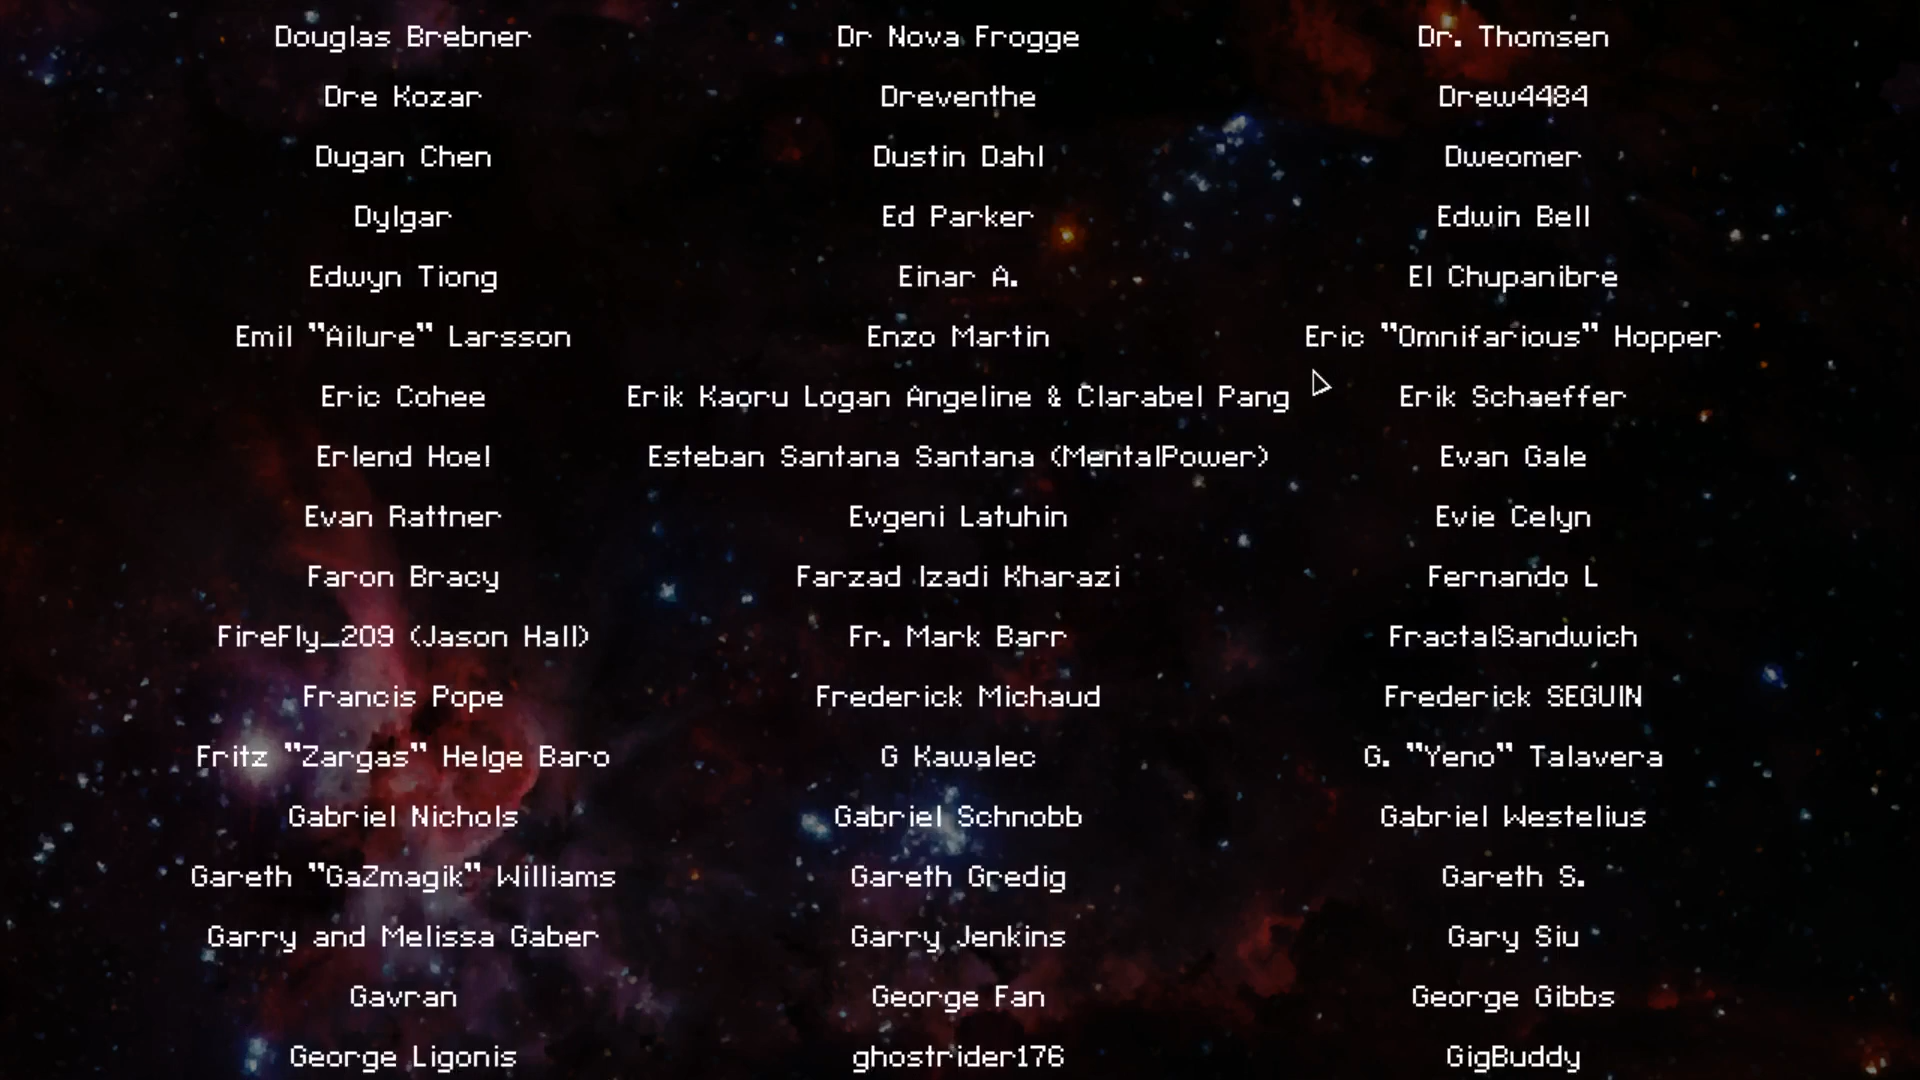 Douglas Brebner
Dr Nova Frogge
Dr. Thomsen
Dre Kozar
Dreventhe
Drew4484
Dugan Chen
Dustin Dahl
Dweomer
Dylgar
Ed Parker
Edwin Bell
Edwyn Tiong
Einar A.
El Chupanibre
Emil "Ailure" Larsson
Enzo Martin
Eric "Omnifarious" Hopper
Eric Cohee
Erik Kaoru Logan Angeline & Clarabel Pang
Erik Schaeffer
Erlend Hoel
Esteban Santana Santana (MentalPower)
Evan Gale
Evan Rattner
Evgeni Latuhin
Evie Celyn
Faron Bracy
Farzad Izadi Kharazi
Fernando L
FireFly_209 (Jason Hall)
Fr. Mark Barr
FractalSandwich
Francis Pope
Frederick Michaud
Frederick SEGUIN
Fritz "Zargas" Helge Baro
G Kawalec
G. "Yeno" Talavera
Gabriel Nichols
Gabriel Schnobb
Gabriel Westelius
Gareth "GaZmagik" Williams
Gareth Gredig
Gareth S.
Garry and Melissa Gaber
Garry Jenkins
Gary Siu
Gavran
George Fan
George Gibbs
George Ligonis
ghostrider176
GigBuddy